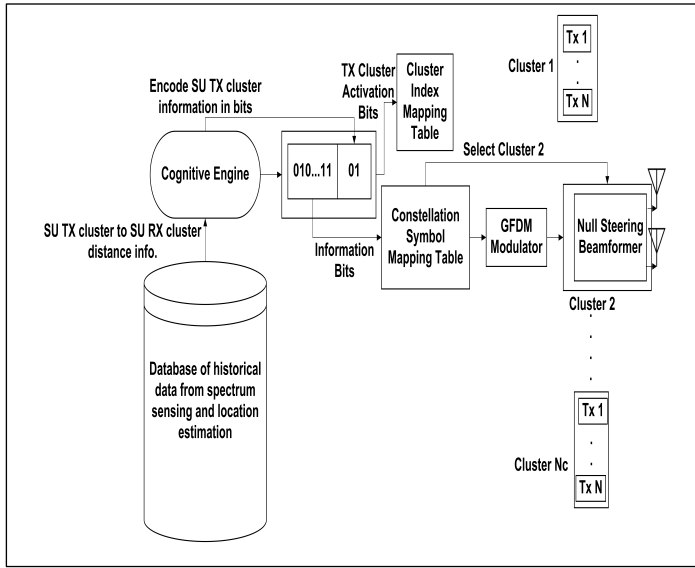 Encode SU TX cluster
information in bits
TX Cluster
Activation
Bits
Cluster
Index
Mapping
Table
Cluster 1
Tx 1
.
.
Tx N
Cognitive Engine
010...11
01
Select Cluster 2
Constellation
Symbol
Mapping Table
GFDM
Modulator
Null Steering
Beamformer
Cluster 2
SU TX cluster to SU RX cluster
distance info.
Information
Bits
Database of historical
data from spectrum
sensing and location
estimation
.
.
.
.
.
Cluster Nc
Tx 1
.
.
Tx N